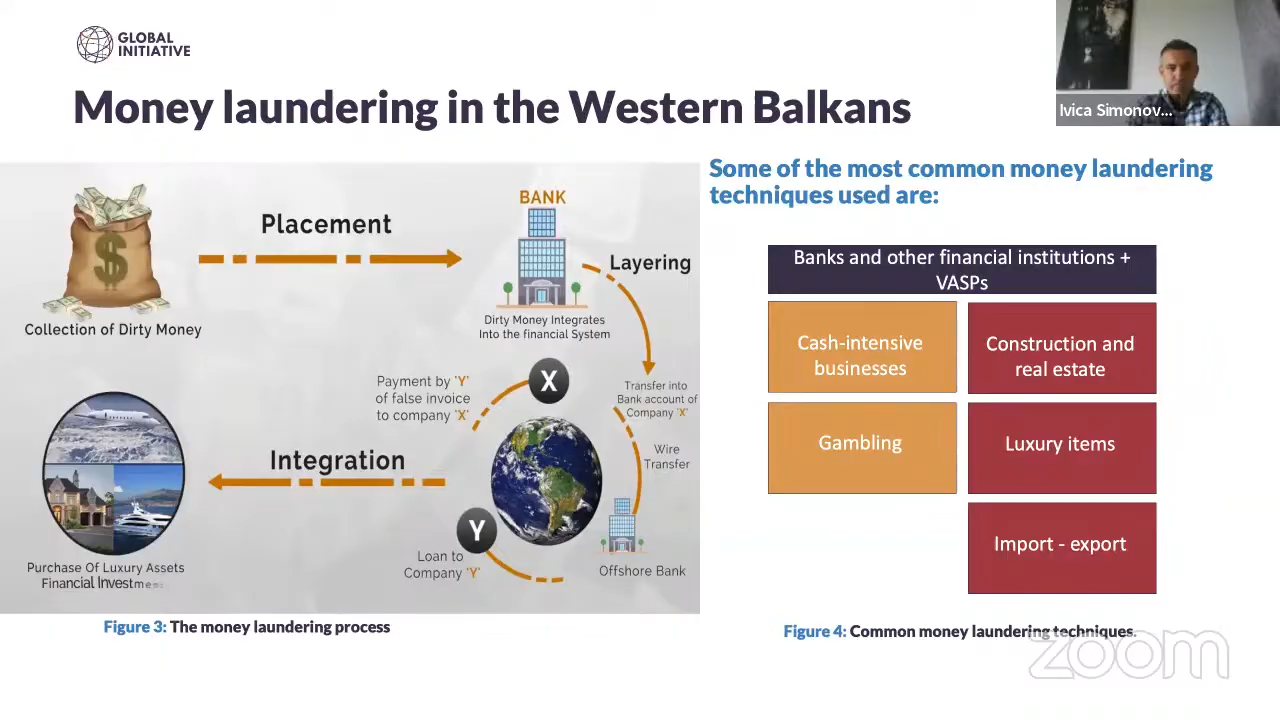 GLOBAL
INITIATIVE
Money laundering in the Western Balkans
Ivica Simonov...
Placement
BANK
Layering
Collection of Dirty Money
Dirty Money Integrates
Into the financial System
Payment by 'Y'
of false invoice
to company 'X'
X
Transfer into
Bank account of
Company 'X'
Wire
Transfer
Integration
Y
Loan to
Company 'Y'
Offshore Bank
Purchase Of Luxury Assets
Financial Investme
Figure 3: The money laundering process
Some of the most common money laundering
techniques used are:
Banks and other financial institutions +
VASPs
Cash-intensive
businesses
Construction and
real estate
Gambling
Luxury items
Import - export
Figure 4: Common money laundering techniques.
zoom